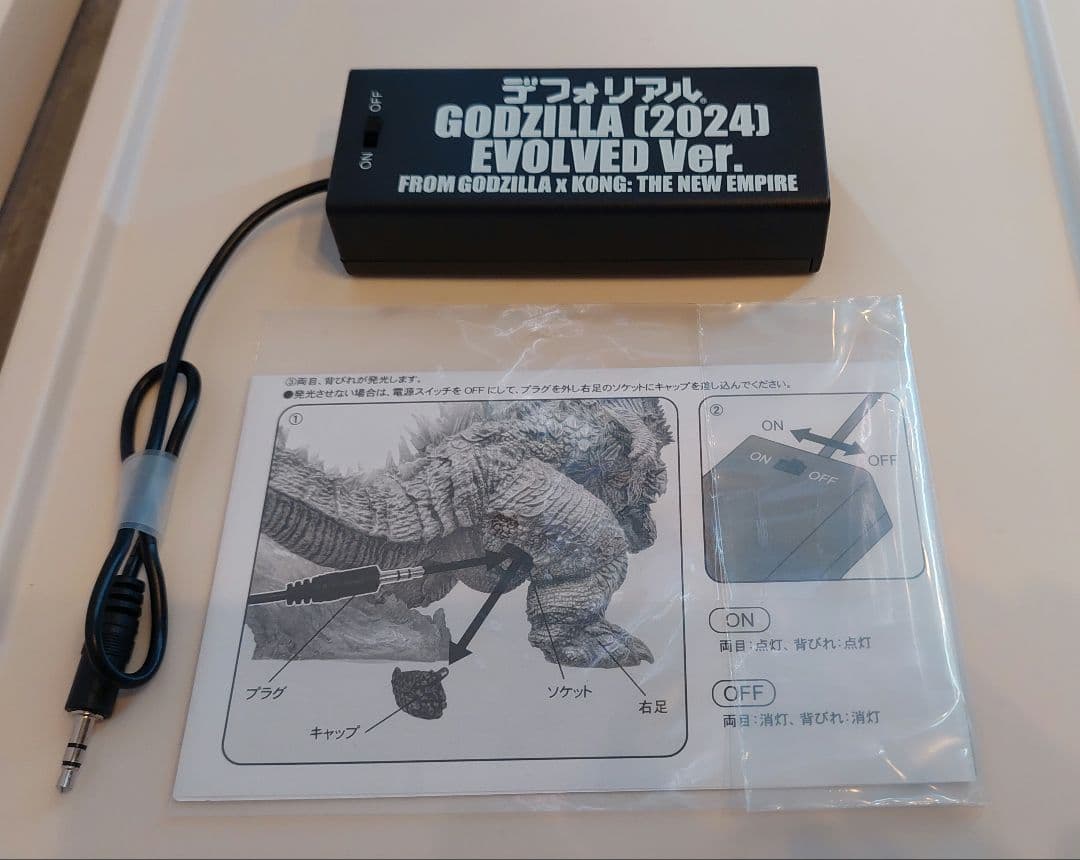 OFF
ON
デフォリアル®
GODZILLA (2024)
EVOLVED Ver.
FROM GODZILLA x KONG: THE NEW EMPIRE
③両目、背びれが発光します。
●発光させない場合は、電源スイッチをOFFにして、プラグを外し右足のソケットにキャップを差し込んでください。
①
プラグ
キャップ
ソケット
右足
②
ON
OFF
ON
OFF
ON
両目:点灯、背びれ:点灯
OFF
両目:消灯、背びれ:消灯